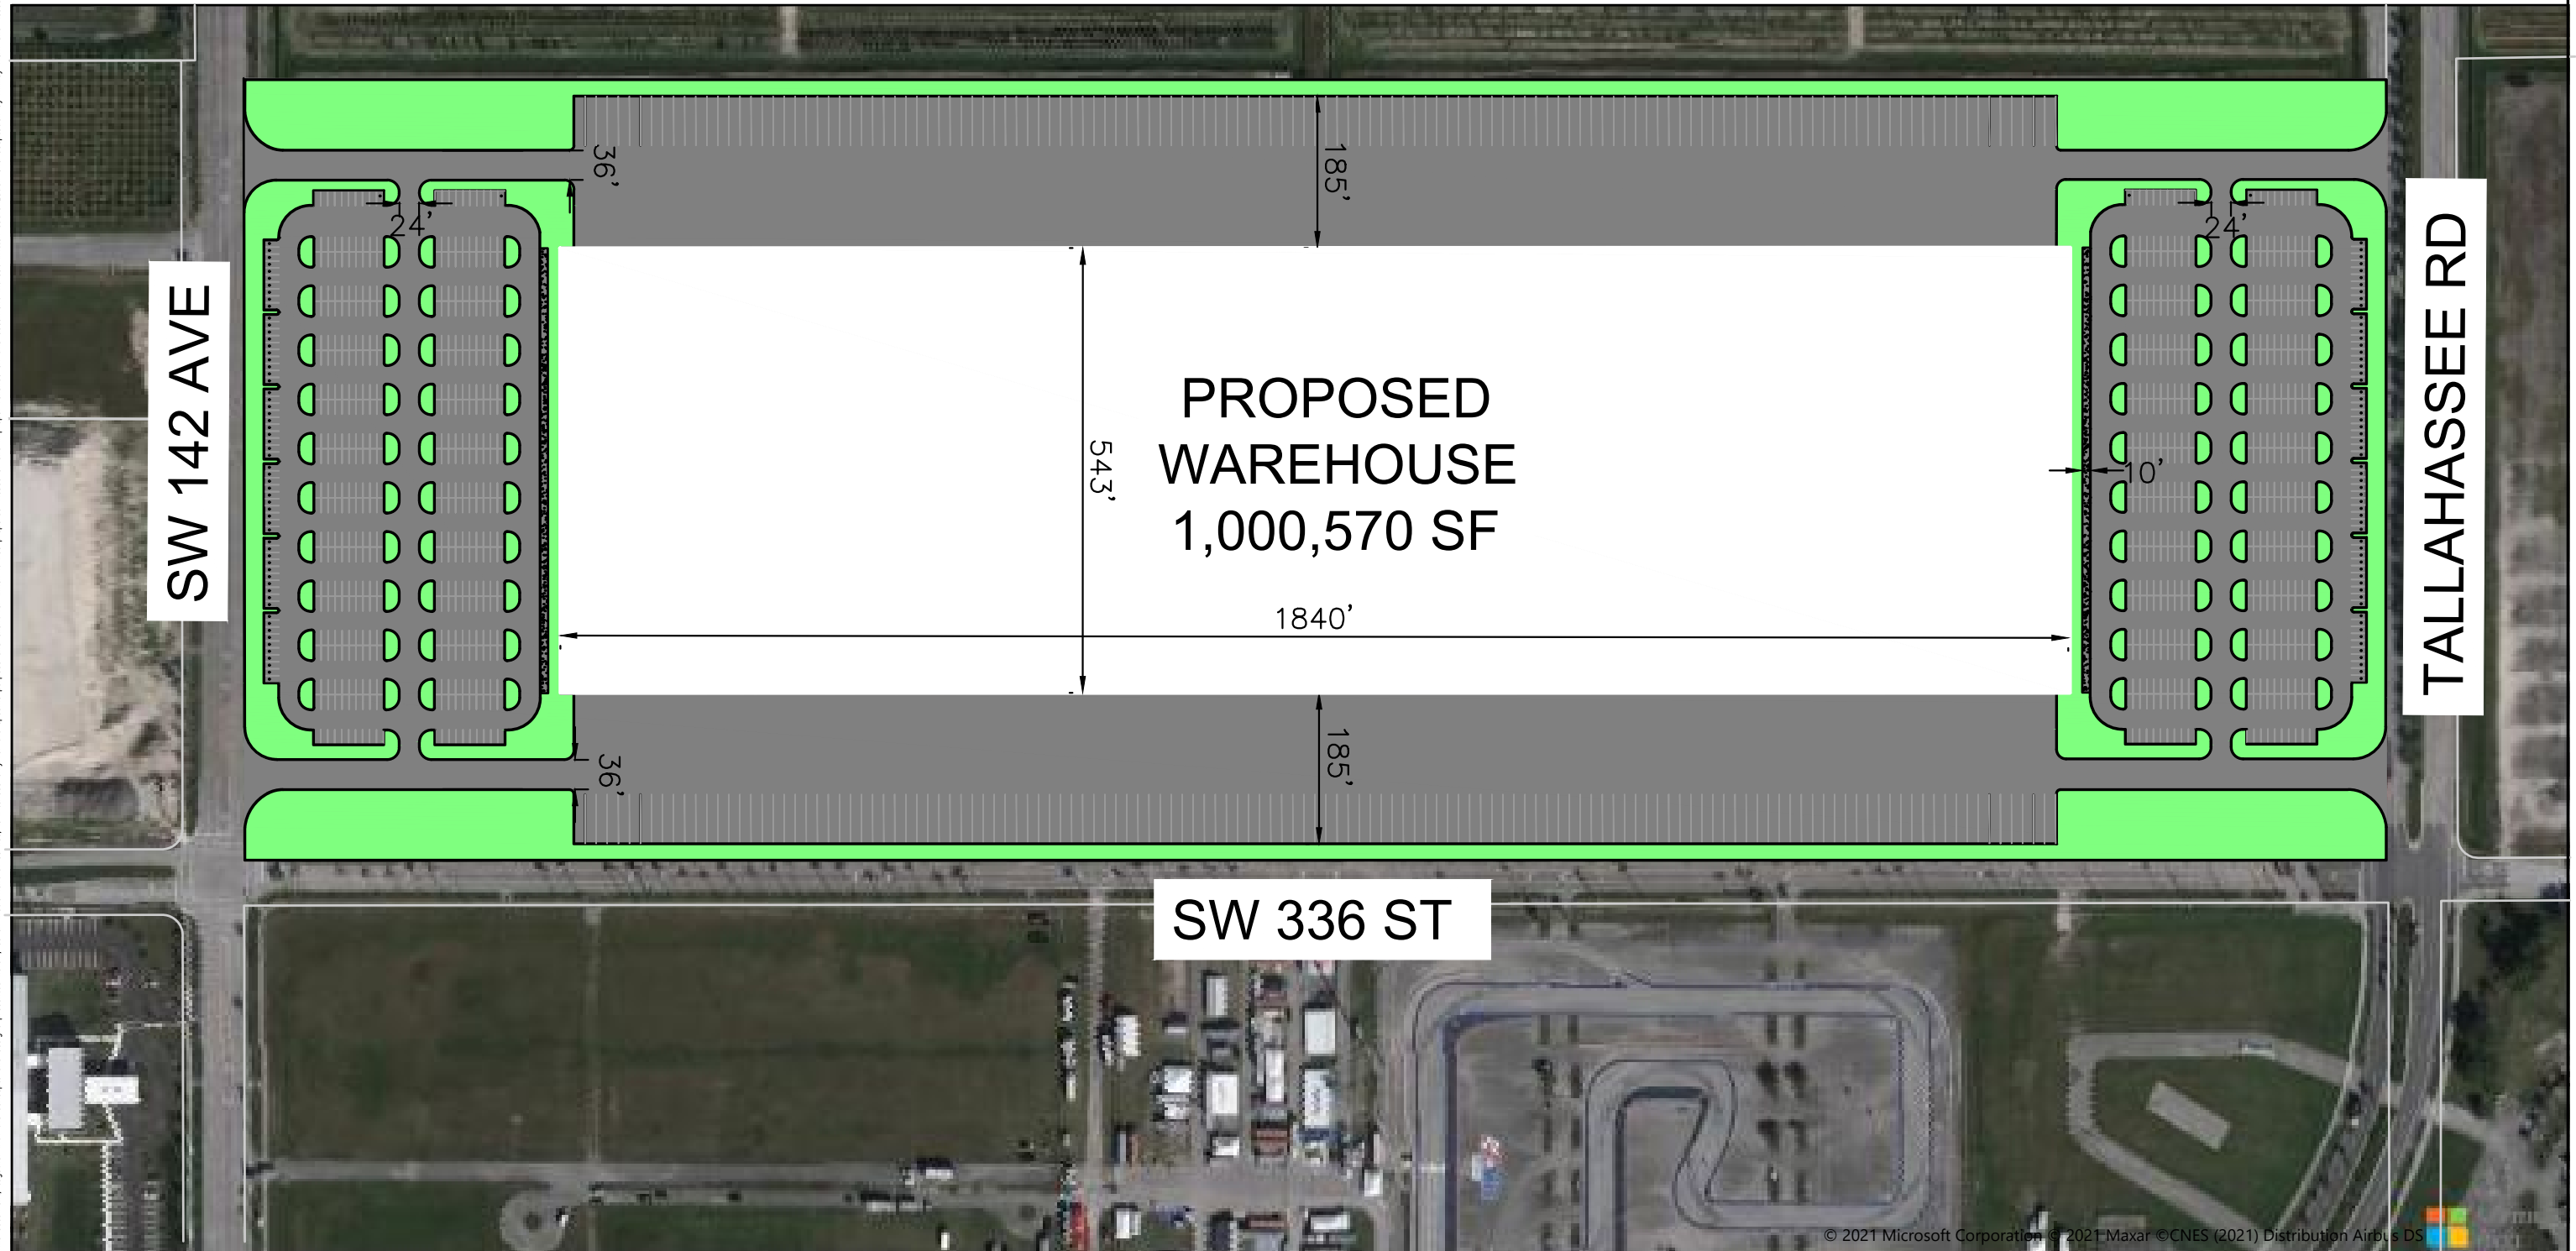 36'
185'
24'
24'
SW 142 AVE
TALLAHASSEE RD
PROPOSED
WAREHOUSE
1,000,570 SF
543'
10'
1840'
36'
185'
SW 336 ST
© 2021 Microsoft Corporation © 2021 Maxar ©CNES (2021) Distribution Airbus DS